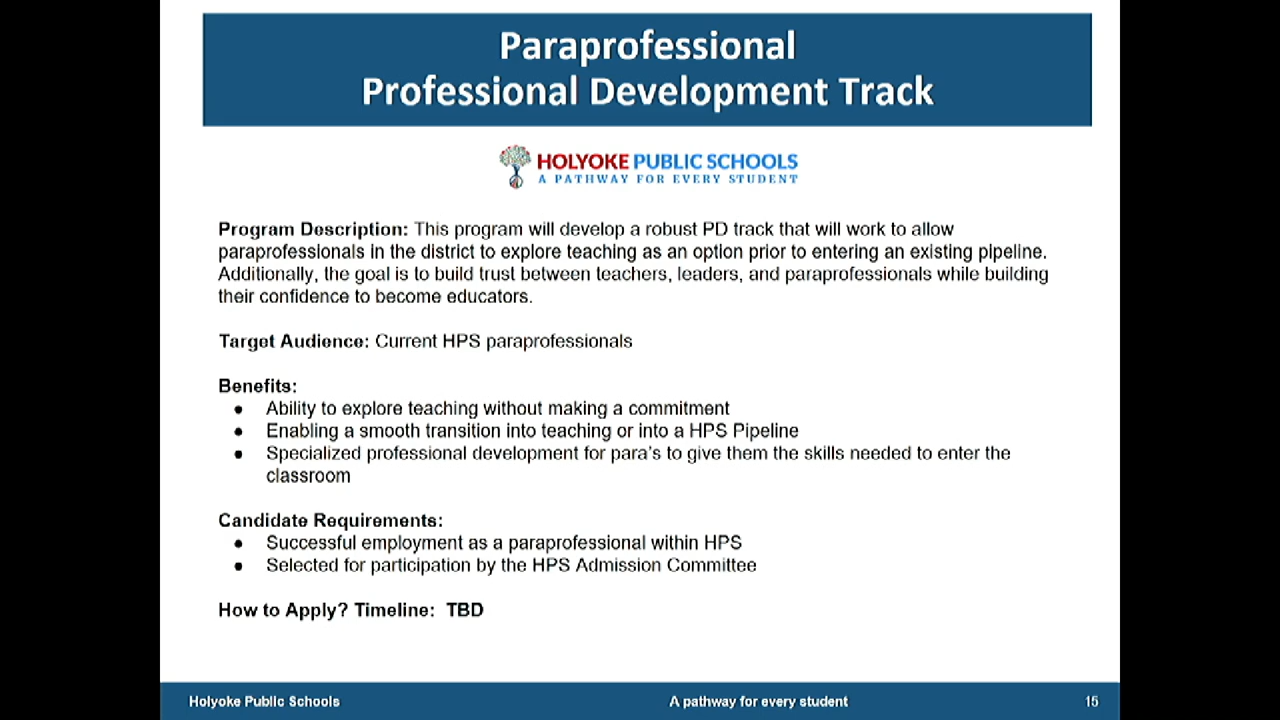 Paraprofessional
Professional Development Track
HOLYOKE PUBLIC SCHOOLS
A PATHWAY FOR EVERY STUDENT
Program Description: This program will develop a robust PD track that will work to allow
paraprofessionals in the district to explore teaching as an option prior to entering an existing pipeline.
Additionally, the goal is to build trust between teachers, leaders, and paraprofessionals while building
their confidence to become educators.
Target Audience: Current HPS paraprofessionals
Benefits:
● Ability to explore teaching without making a commitment
● Enabling a smooth transition into teaching or into a HPS Pipeline
● Specialized professional development for para's to give them the skills needed to enter the
classroom
Candidate Requirements:
● Successful employment as a paraprofessional within HPS
● Selected for participation by the HPS Admission Committee
How to Apply? Timeline: TBD
Holyoke Public Schools A pathway for every student 15